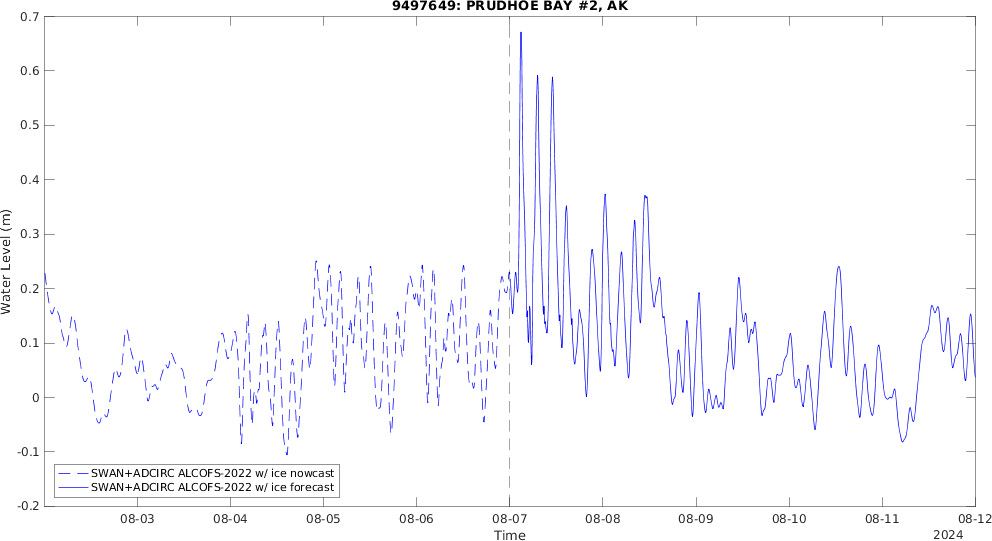 9497649: PRUDHOE BAY #2, AK
0.7
0.6
0.5
0.4
0.3
0.2
0.1
0
-0.1
-0.2
Water Level (m)
SWAN+ADCIRC ALCOFS-2022 w/ ice nowcast
SWAN+ADCIRC ALCOFS-2022 w/ ice forecast
08-03 08-04 08-05 08-06 08-07 08-08 08-09 08-10 08-11 08-12
Time
2024